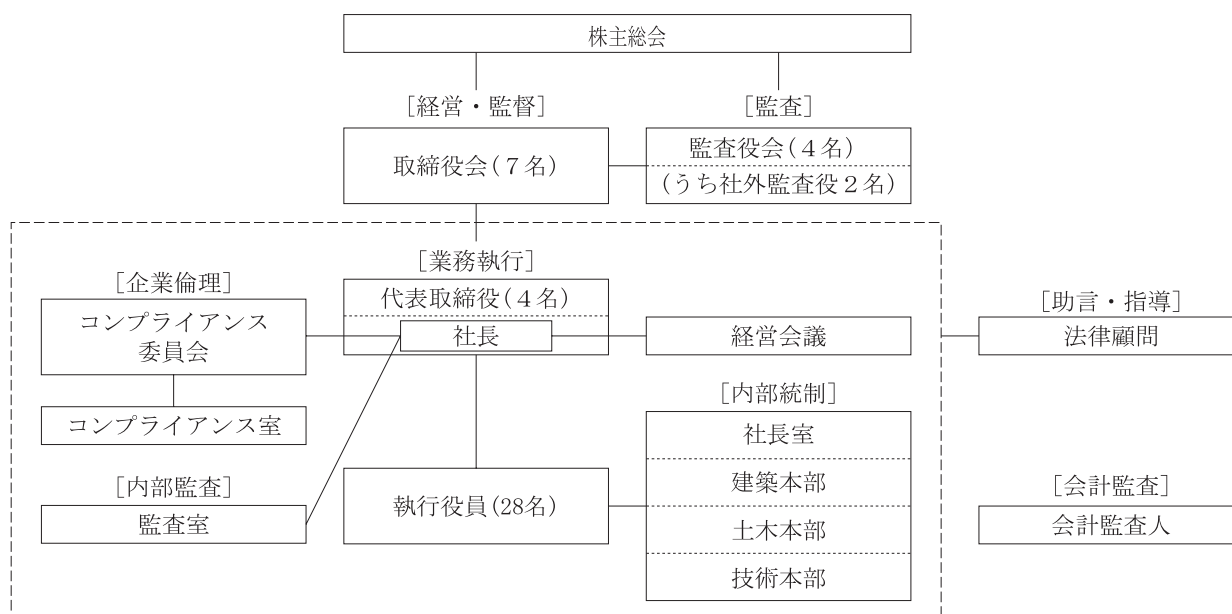 株主総会
［経営・監督］
［監査］
取締役会(７名)
監査役会(４名)
(うち社外監査役２名)
［業務執行］
［企業倫理］
代表取締役(４名)
［助言・指導］
コンプライアンス
委員会
社長
経営会議
法律顧問
［内部統制］
コンプライアンス室
社長室
［内部監査］
建築本部
［会計監査］
監査室
執行役員(28名)
土木本部
会計監査人
技術本部